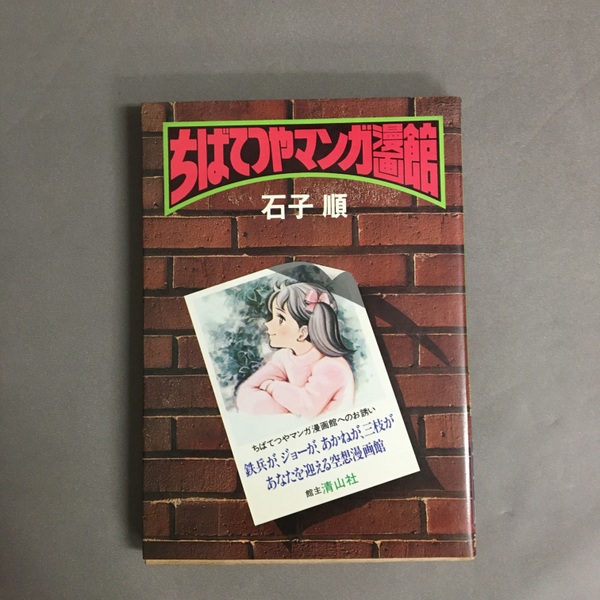 ちばてつやマンガ漫画館
石子 順
ちばてつやマンガ漫画館へのお誘い
鉄兵が、ジョーが、あかねが、三枝が
あなたを迎える空想漫画館
館主 清山社